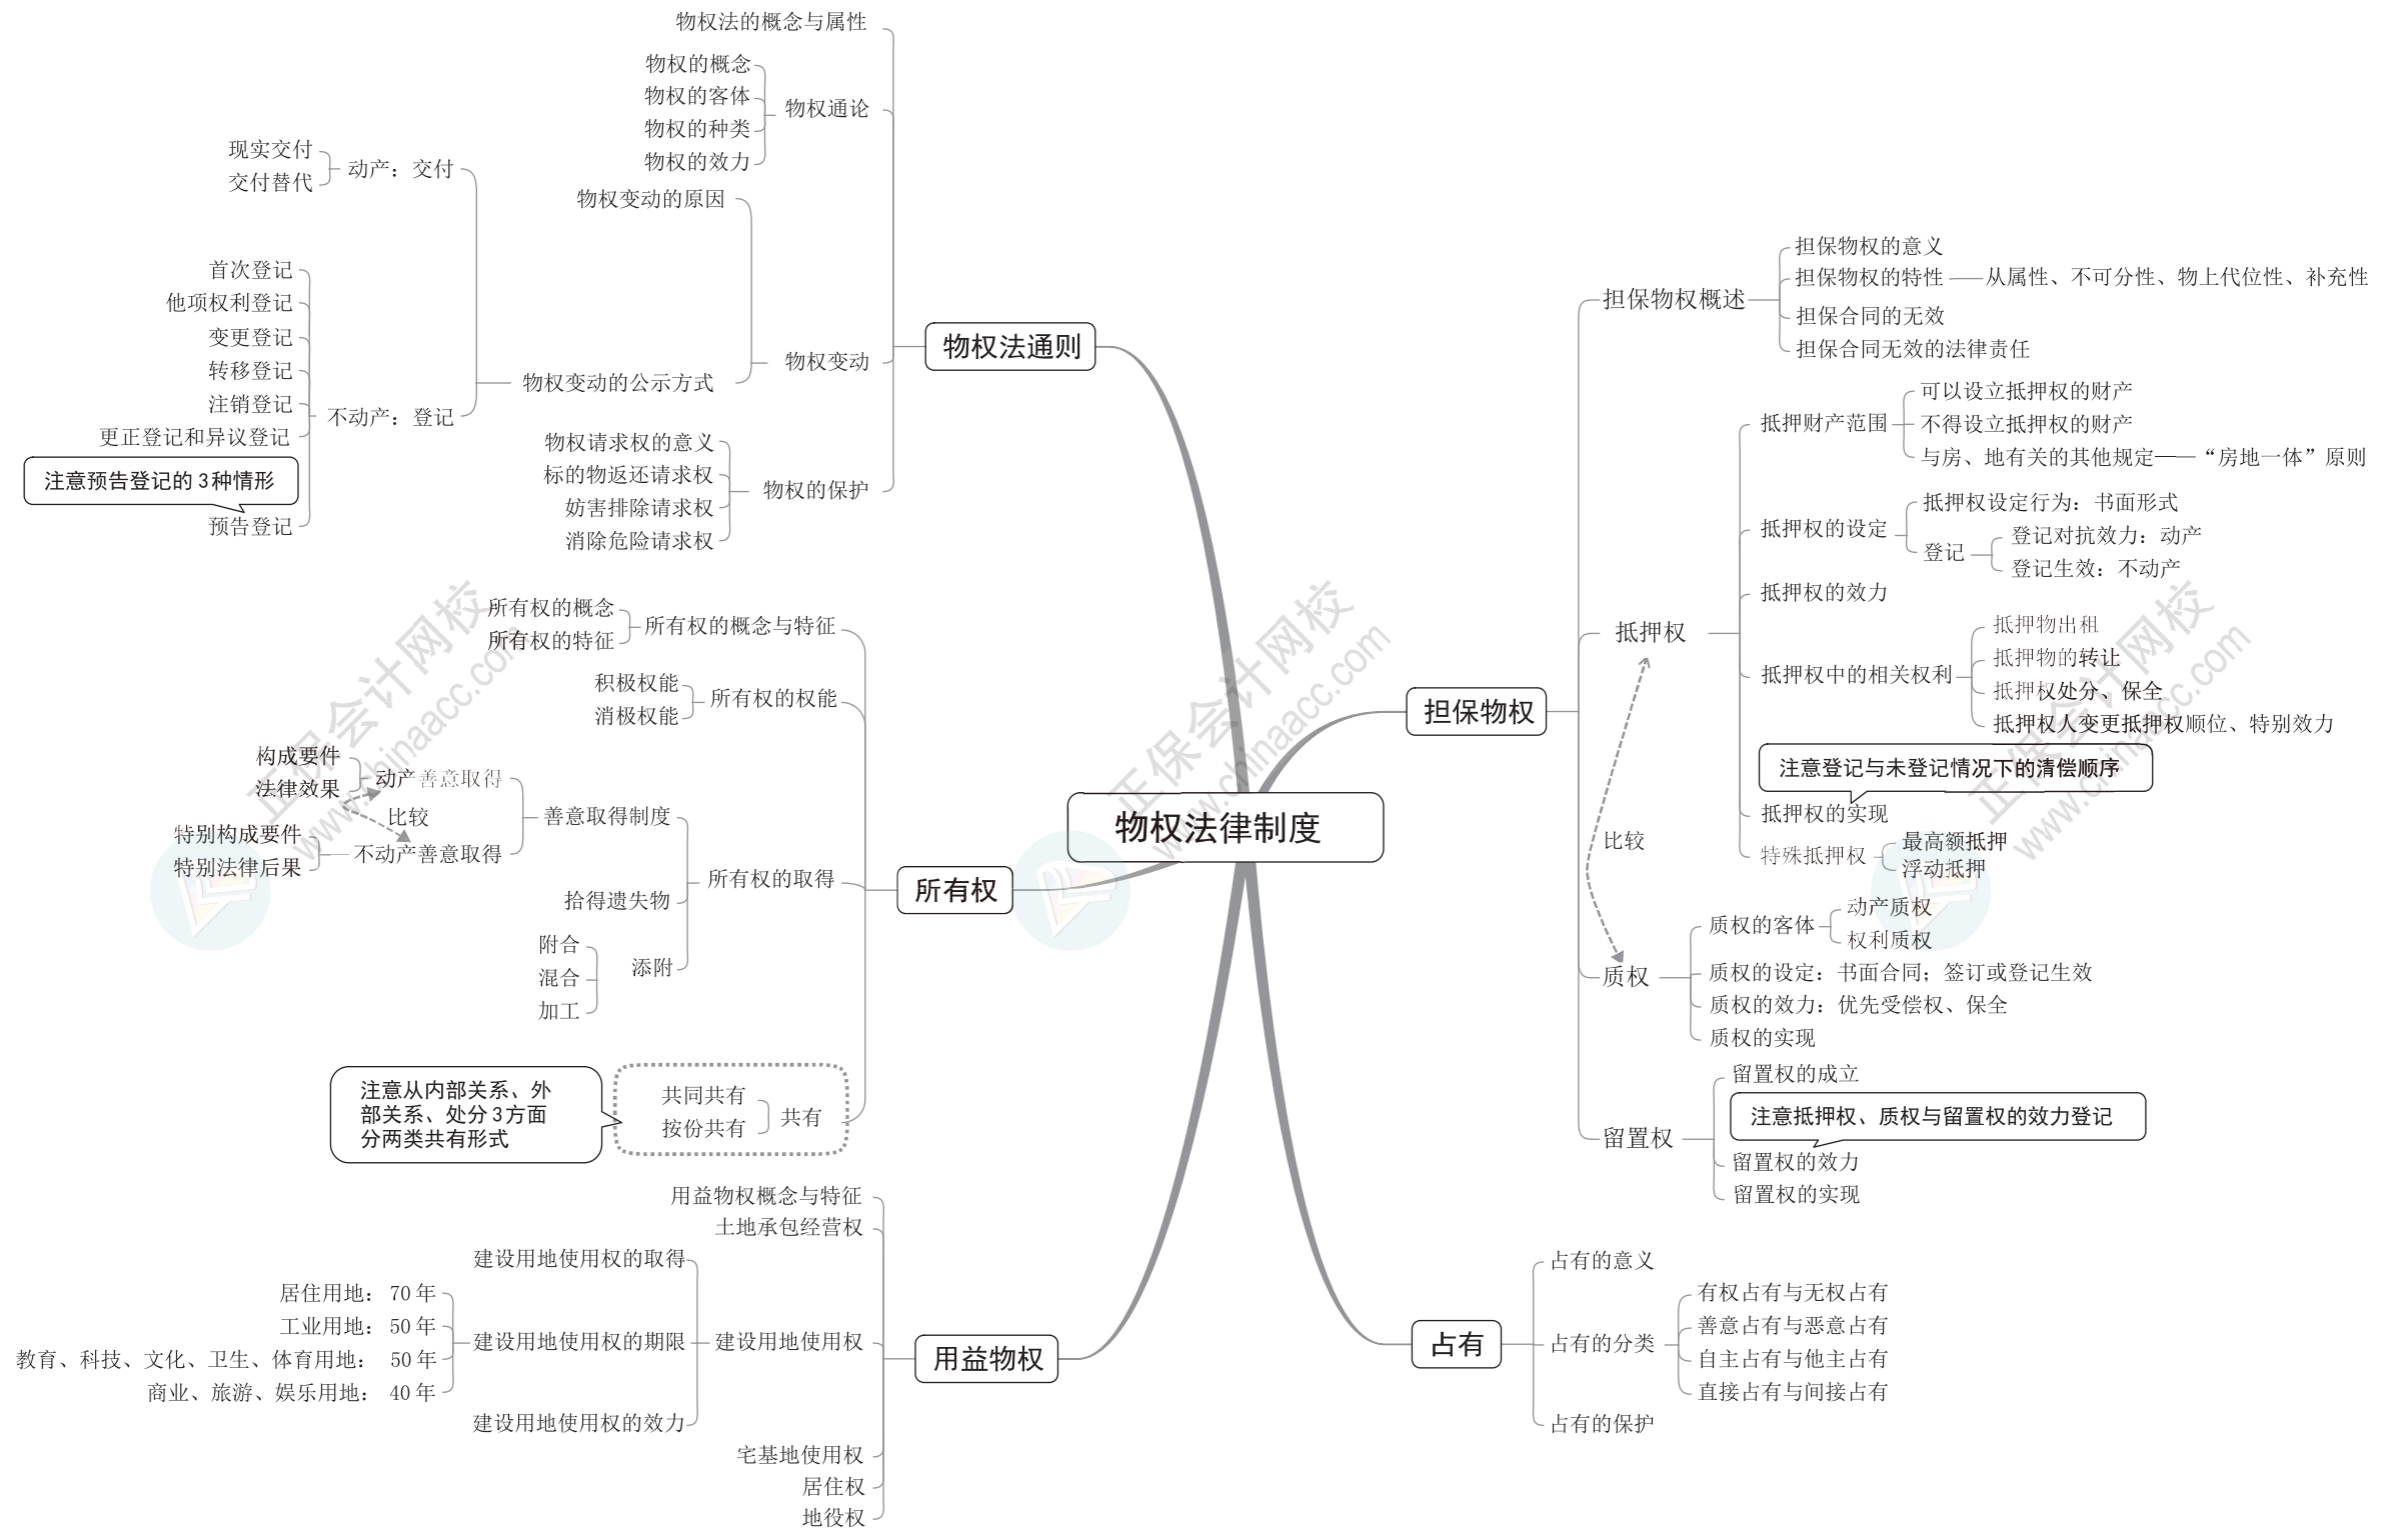 物权法律制度
物权法通则
物权法的概念与属性
物权通论
物权的概念
物权的客体
物权的种类
物权的效力
物权变动
物权变动的原因
物权变动的公示方式
动产：交付
现实交付
交付替代
不动产：登记
首次登记
他项权利登记
变更登记
转移登记
注销登记
更正登记和异议登记
注意预告登记的3种情形
预告登记
物权的保护
物权请求权的意义
标的物返还请求权
妨害排除请求权
消除危险请求权
所有权
所有权的概念与特征
所有权的概念
所有权的特征
所有权的权能
积极权能
消极权能
所有权的取得
善意取得制度
动产善意取得
构成要件
法律效果
比较
不动产善意取得
特别构成要件
特别法律后果
拾得遗失物
添附
附合
混合
加工
共有
共同共有
按份共有
注意从内部关系、外
部关系、处分3方面
分两类共有形式
用益物权
用益物权概念与特征
土地承包经营权
建设用地使用权
建设用地使用权的取得
建设用地使用权的期限
居住用地： 70年
工业用地： 50年
教育、科技、文化、卫生、体育用地： 50年
商业、旅游、娱乐用地： 40年
建设用地使用权的效力
宅基地使用权
居住权
地役权
担保物权
担保物权概述
担保物权的意义
担保物权的特性
从属性、不可分性、物上代位性、补充性
担保合同的无效
担保合同无效的法律责任
抵押权
抵押财产范围
可以设立抵押权的财产
不得设立抵押权的财产
与房、地有关的其他规定——“房地一体”原则
抵押权的设定
抵押权设定行为：书面形式
登记
登记对抗效力：动产
登记生效：不动产
抵押权的效力
抵押权中的相关权利
抵押物出租
抵押物的转让
抵押权处分、保全
抵押权人变更抵押权顺位、特别效力
注意登记与未登记情况下的清偿顺序
抵押权的实现
特殊抵押权
最高额抵押
浮动抵押
比较
质权
质权的客体
动产质权
权利质权
质权的设定：书面合同；签订或登记生效
质权的效力：优先受偿权、保全
质权的实现
留置权
留置权的成立
注意抵押权、质权与留置权的效力登记
留置权的效力
留置权的实现
占有
占有的意义
占有的分类
有权占有与无权占有
善意占有与恶意占有
自主占有与他主占有
直接占有与间接占有
占有的保护
正保会计网校
www.chinaacc.com
正保会计网校
www.chinaacc.com
正保会计网校
www.chinaacc.com